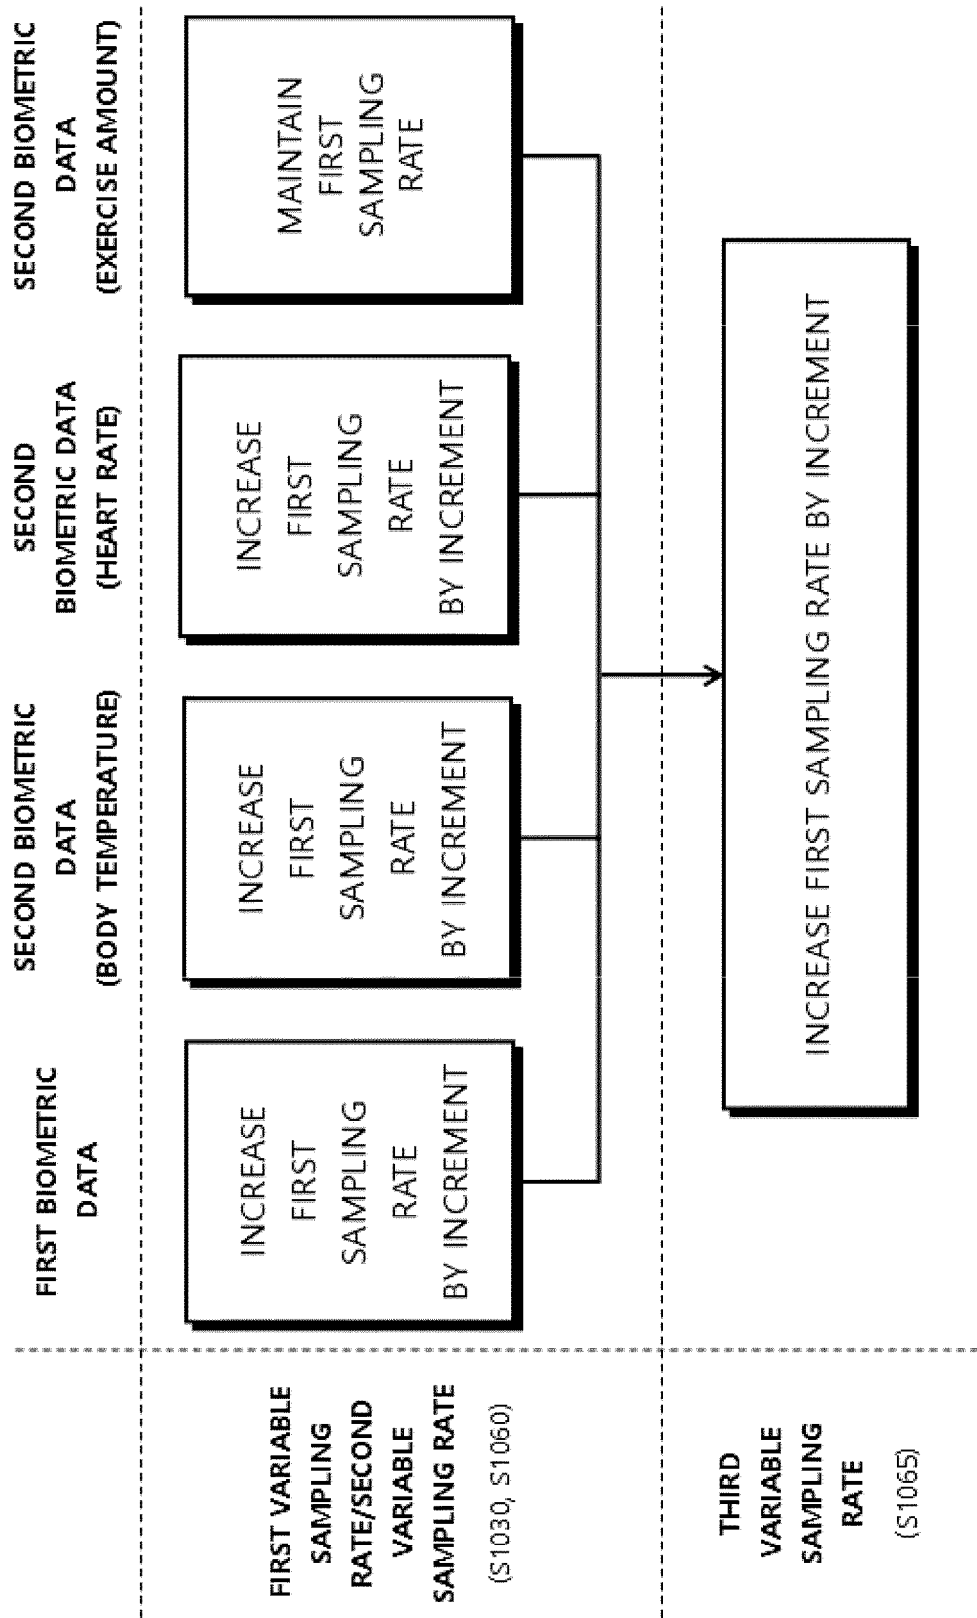 FIRST BIOMETRIC
DATA
SECOND BIOMETRIC
DATA
(BODY TEMPERATURE)
SECOND
BIOMETRIC DATA
(HEART RATE)
SECOND BIOMETRIC
DATA
(EXERCISE AMOUNT)
FIRST VARIABLE
SAMPLING
RATE/SECOND
VARIABLE
SAMPLING RATE
(S1030, S1060)
INCREASE
FIRST
SAMPLING
RATE
BY INCREMENT
INCREASE
FIRST
SAMPLING
RATE
BY INCREMENT
INCREASE
FIRST
SAMPLING
RATE
BY INCREMENT
MAINTAIN
FIRST
SAMPLING
RATE
THIRD
VARIABLE
SAMPLING
RATE
(S1065)
INCREASE FIRST SAMPLING RATE BY INCREMENT